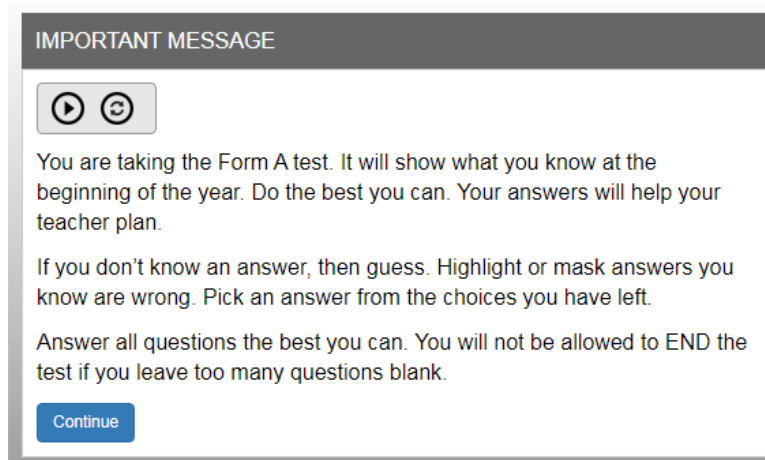 IMPORTANT MESSAGE
You are taking the Form A test. It will show what you know at the
beginning of the year. Do the best you can. Your answers will help your
teacher plan.
If you don’t know an answer, then guess. Highlight or mask answers you
know are wrong. Pick an answer from the choices you have left.
Answer all questions the best you can. You will not be allowed to END the
test if you leave too many questions blank.
Continue